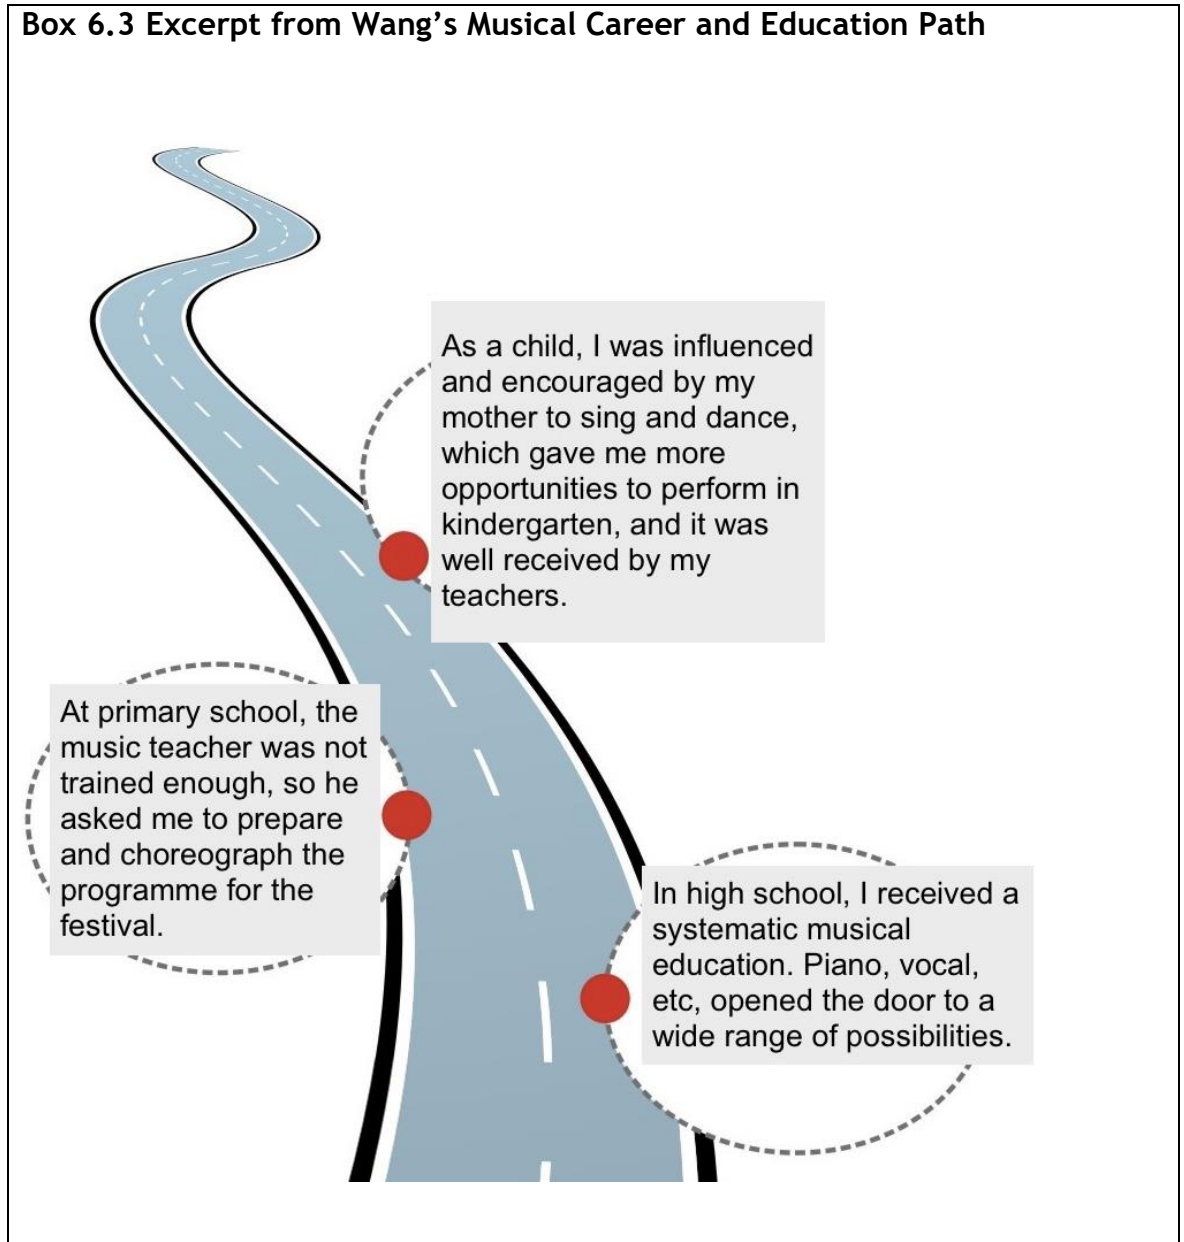 Box 6.3 Excerpt from Wang’s Musical Career and Education Path
As a child, I was influenced
and encouraged by my
mother to sing and dance,
which gave me more
opportunities to perform in
kindergarten, and it was
well received by my
teachers.
At primary school, the
music teacher was not
trained enough, so he
asked me to prepare
and choreograph the
programme for the
festival.
In high school, I received a
systematic musical
education. Piano, vocal,
etc, opened the door to a
wide range of possibilities.